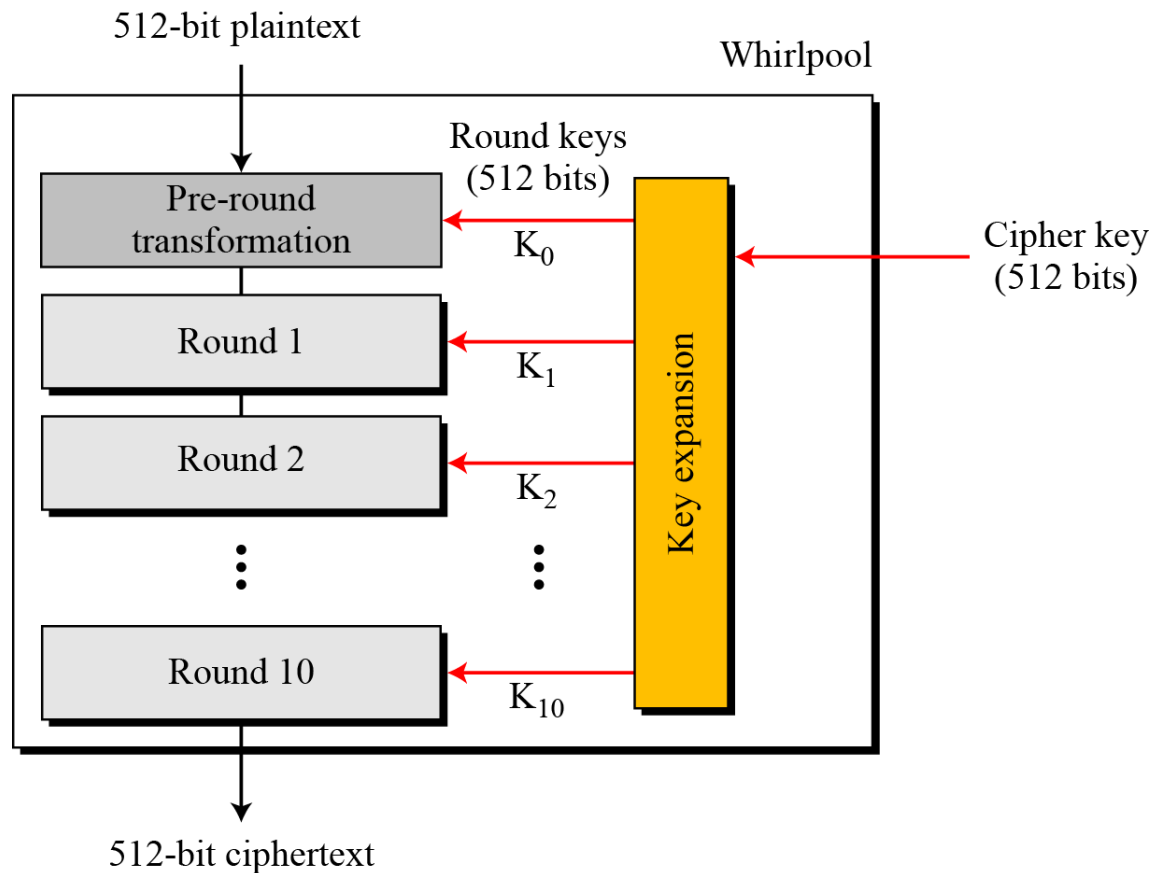 512-bit plaintext
Whirlpool
Round keys
(512 bits)
Pre-round
transformation
K₀
Cipher key
(512 bits)
Round 1
K₁
Round 2
K₂
Key expansion
Round 10
K₁₀
512-bit ciphertext